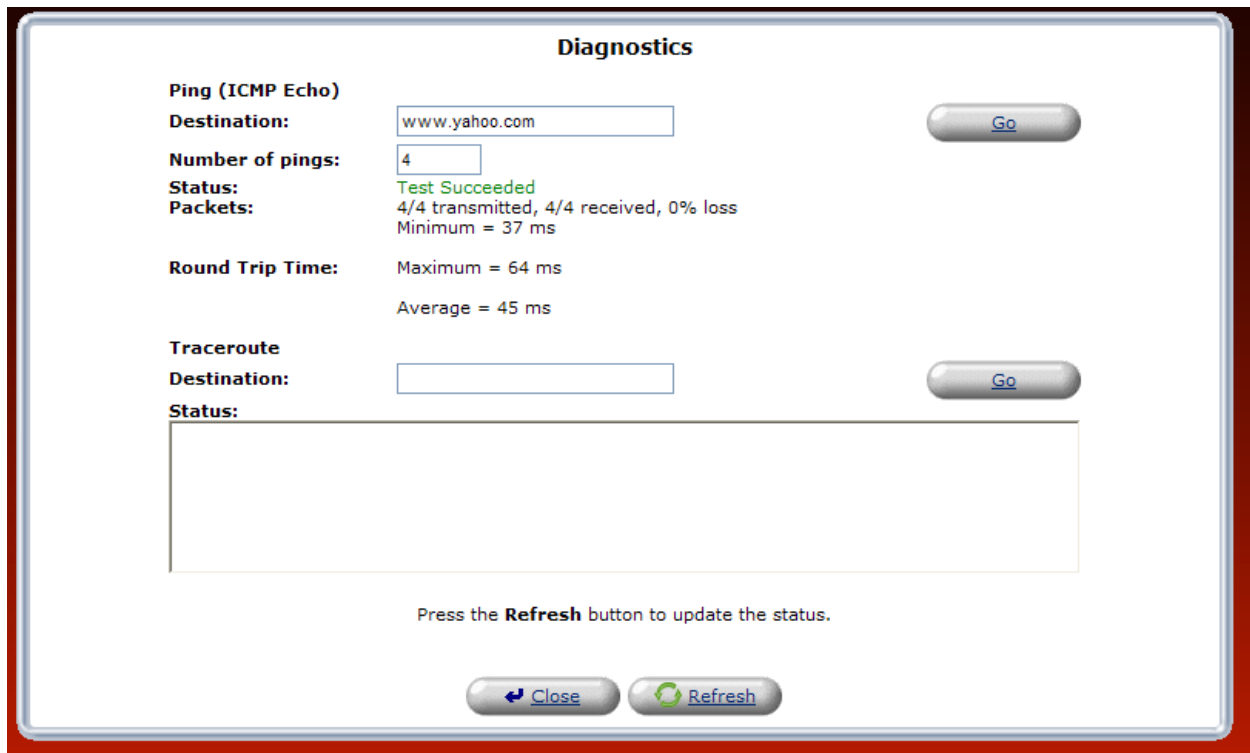 Diagnostics
Ping (ICMP Echo)
Destination: www.yahoo.com Go
Number of pings: 4
Status: Test Succeeded
Packets: 4/4 transmitted, 4/4 received, 0% loss
Minimum = 37 ms
Round Trip Time: Maximum = 64 ms
Average = 45 ms
Traceroute
Destination: Go
Status:
Press the Refresh button to update the status.
Close Refresh